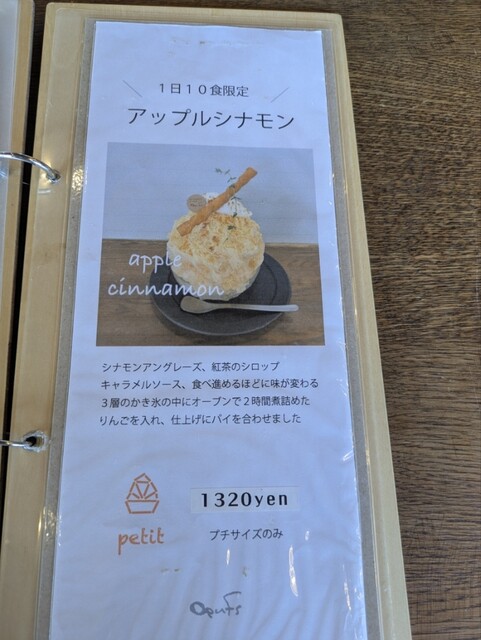 1日10食限定
アップルシナモン
apple
cinnamon
シナモンアングレーズ、紅茶のシロップ
キャラメルソース、食べ進めるほどに味が変わる
3層のかき氷の中にオーブンで2時間煮詰めた
りんごを入れ、仕上げにパイを合わせました
1320yen
petit
プチサイズのみ
Oeufs